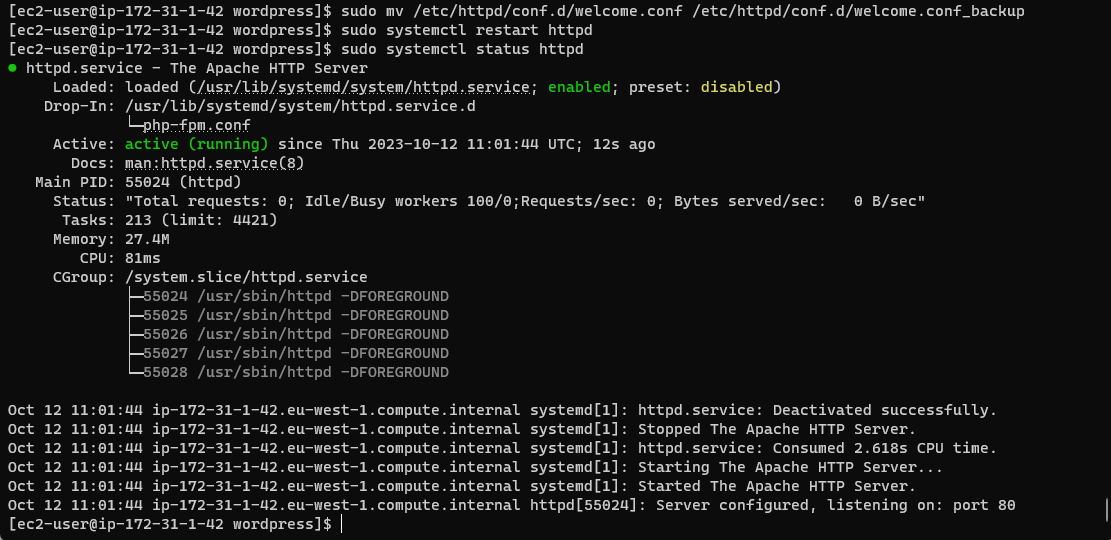 [ec2-user@ip-172-31-1-42 wordpress]$ sudo mv /etc/httpd/conf.d/welcome.conf /etc/httpd/conf.d/welcome.conf_backup
[ec2-user@ip-172-31-1-42 wordpress]$ sudo systemctl restart httpd
[ec2-user@ip-172-31-1-42 wordpress]$ sudo systemctl status httpd
● httpd.service - The Apache HTTP Server
     Loaded: loaded (/usr/lib/systemd/system/httpd.service; enabled; preset: disabled)
    Drop-In: /usr/lib/systemd/system/httpd.service.d
             └─php-fpm.conf
     Active: active (running) since Thu 2023-10-12 11:01:44 UTC; 12s ago
       Docs: man:httpd.service(8)
   Main PID: 55024 (httpd)
     Status: "Total requests: 0; Idle/Busy workers 100/0;Requests/sec: 0; Bytes served/sec:   0 B/sec"
      Tasks: 213 (limit: 4421)
     Memory: 27.4M
        CPU: 81ms
     CGroup: /system.slice/httpd.service
             ├─55024 /usr/sbin/httpd -DFOREGROUND
             ├─55025 /usr/sbin/httpd -DFOREGROUND
             ├─55026 /usr/sbin/httpd -DFOREGROUND
             ├─55027 /usr/sbin/httpd -DFOREGROUND
             └─55028 /usr/sbin/httpd -DFOREGROUND
Oct 12 11:01:44 ip-172-31-1-42.eu-west-1.compute.internal systemd[1]: httpd.service: Deactivated successfully.
Oct 12 11:01:44 ip-172-31-1-42.eu-west-1.compute.internal systemd[1]: Stopped The Apache HTTP Server.
Oct 12 11:01:44 ip-172-31-1-42.eu-west-1.compute.internal systemd[1]: httpd.service: Consumed 2.618s CPU time.
Oct 12 11:01:44 ip-172-31-1-42.eu-west-1.compute.internal systemd[1]: Starting The Apache HTTP Server...
Oct 12 11:01:44 ip-172-31-1-42.eu-west-1.compute.internal systemd[1]: Started The Apache HTTP Server.
Oct 12 11:01:44 ip-172-31-1-42.eu-west-1.compute.internal httpd[55024]: Server configured, listening on: port 80
[ec2-user@ip-172-31-1-42 wordpress]$